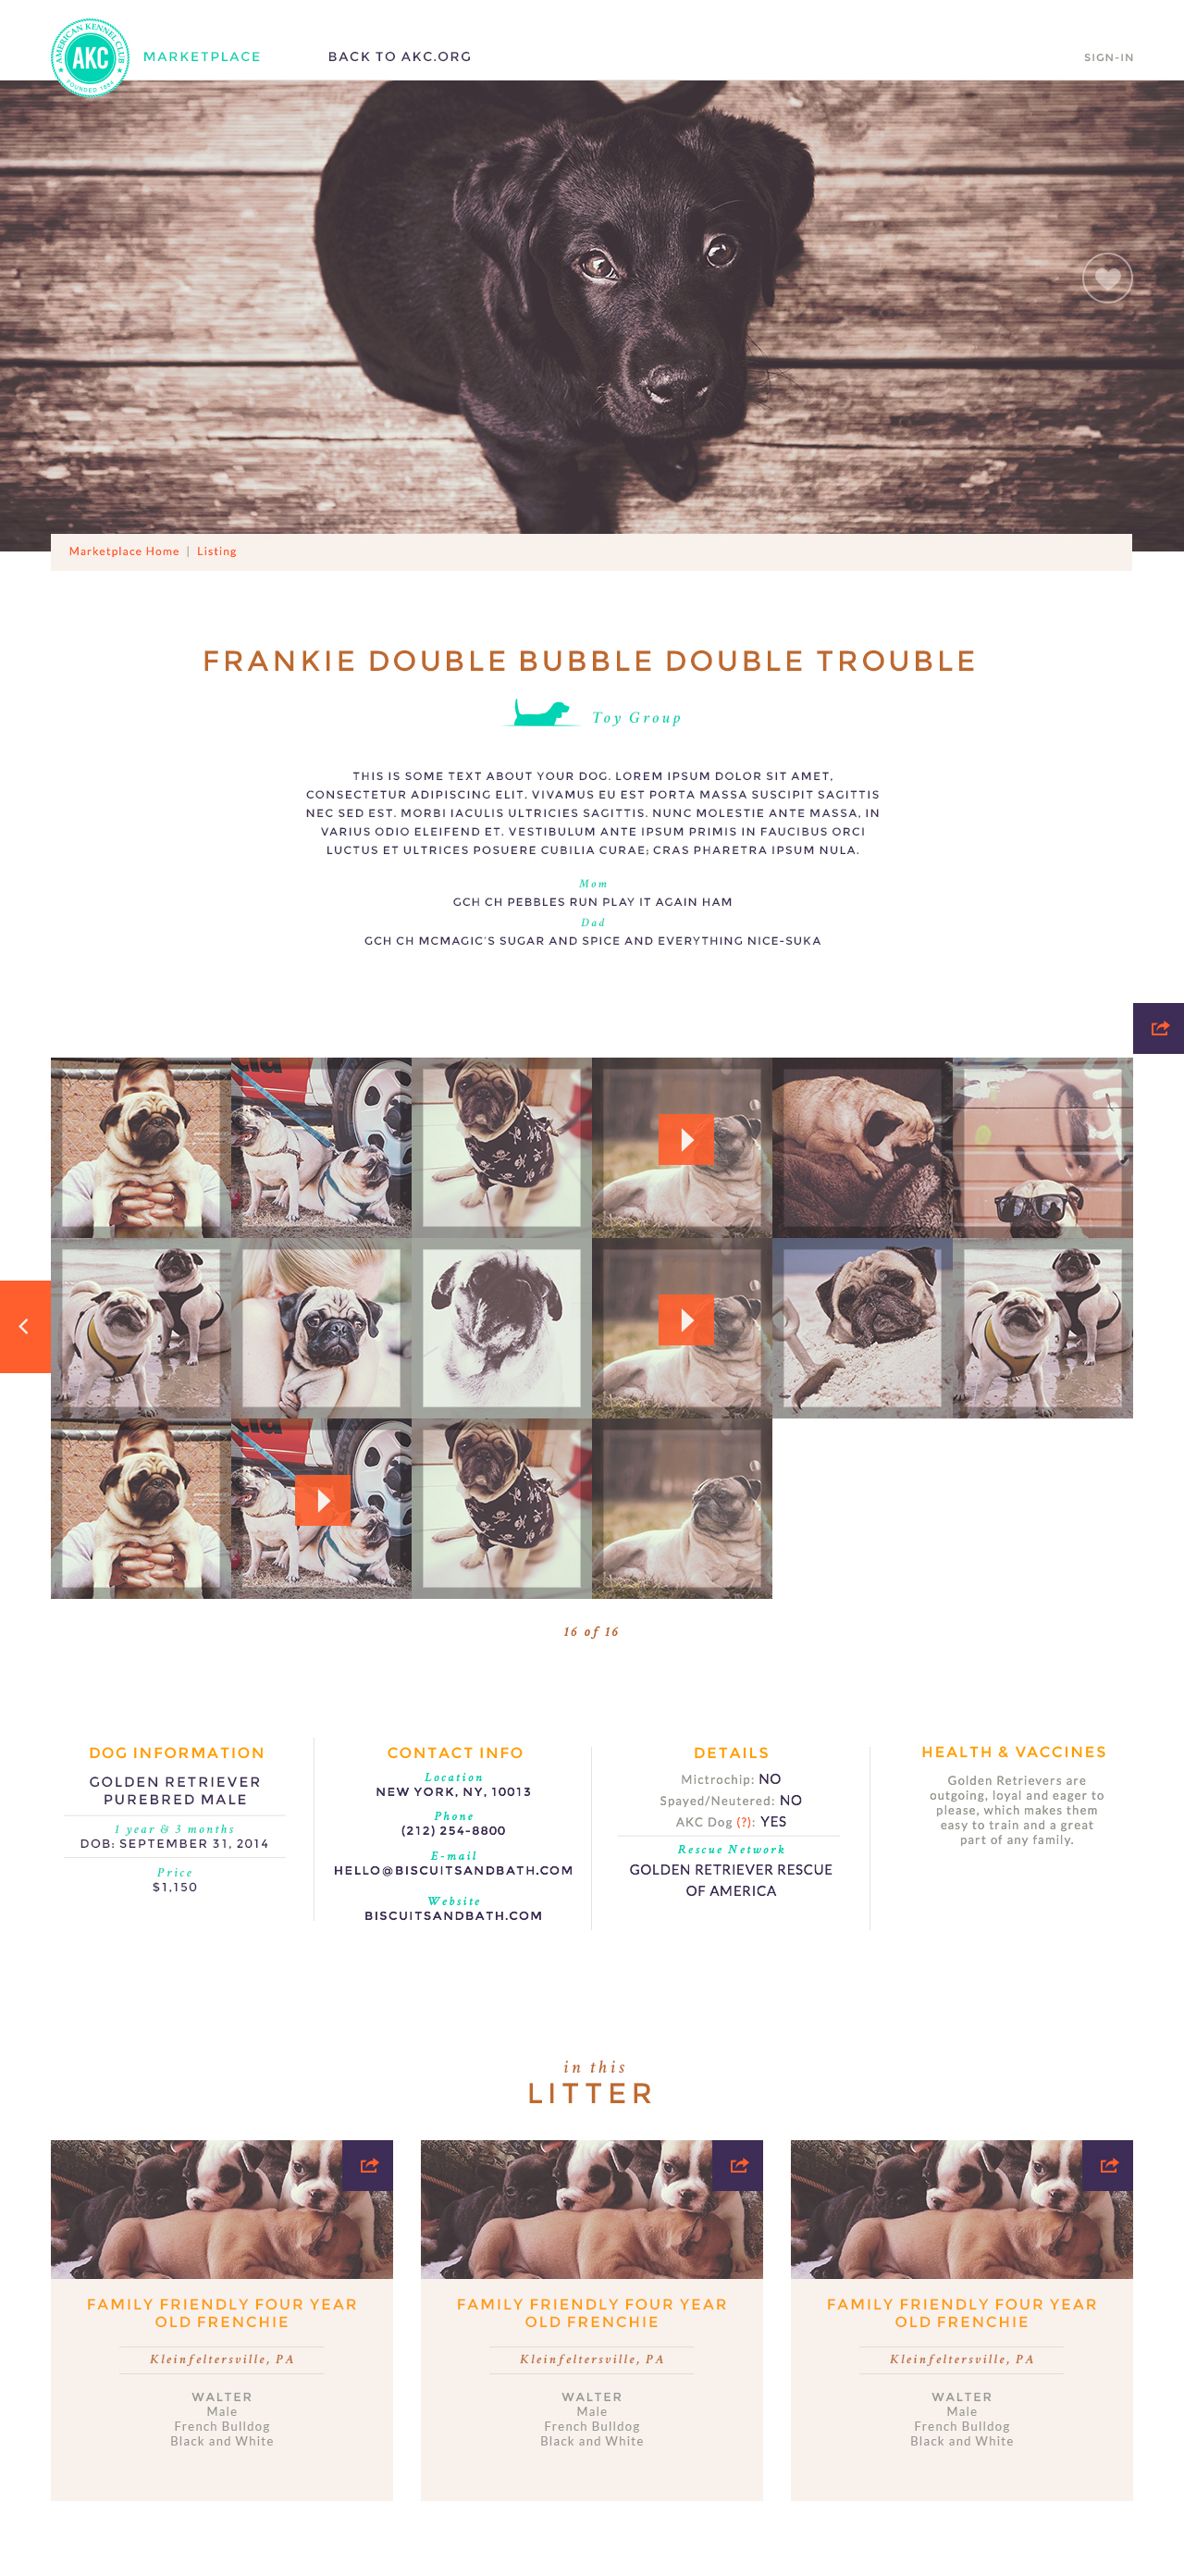 AMERICAN KENNEL CLUB
AKC
FOUNDED 1884
MARKETPLACE
BACK TO AKC.ORG
SIGN-IN
Marketplace Home | Listing
FRANKIE DOUBLE BUBBLE DOUBLE TROUBLE
Toy Group
THIS IS SOME TEXT ABOUT YOUR DOG. LOREM IPSUM DOLOR SIT AMET,
CONSECTETUR ADIPISCING ELIT. VIVAMUS EU EST PORTA MASSA SUSCIPIT SAGITTIS
NEC SED EST. MORBI IACULIS ULTRICIES SAGITTIS. NUNC MOLESTIE ANTE MASSA, IN
VARIUS ODIO ELEIFEND ET. VESTIBULUM ANTE IPSUM PRIMIS IN FAUCIBUS ORCI
LUCTUS ET ULTRICES POSUERE CUBILIA CURAE; CRAS PHARETRA IPSUM NULA.
Mom
GCH CH PEBBLES RUN PLAY IT AGAIN HAM
Dad
GCH CH MCMAGIC'S SUGAR AND SPICE AND EVERYTHING NICE-SUKA
16 of 16
DOG INFORMATION
GOLDEN RETRIEVER
PUREBRED MALE
1 year & 3 months
DOB: SEPTEMBER 31, 2014
Price
$1,150
CONTACT INFO
Location
NEW YORK, NY, 10013
Phone
(212) 254-8800
E-mail
HELLO@BISCUITSANDBATH.COM
Website
BISCUITSANDBATH.COM
DETAILS
Mictrochip: NO
Spayed/Neutered: NO
AKC Dog (?): YES
Rescue Network
GOLDEN RETRIEVER RESCUE
OF AMERICA
HEALTH & VACCINES
Golden Retrievers are
outgoing, loyal and eager to
please, which makes them
easy to train and a great
part of any family.
in this
LITTER
FAMILY FRIENDLY FOUR YEAR
OLD FRENCHIE
Kleinfeltersville, PA
WALTER
Male
French Bulldog
Black and White
FAMILY FRIENDLY FOUR YEAR
OLD FRENCHIE
Kleinfeltersville, PA
WALTER
Male
French Bulldog
Black and White
FAMILY FRIENDLY FOUR YEAR
OLD FRENCHIE
Kleinfeltersville, PA
WALTER
Male
French Bulldog
Black and White